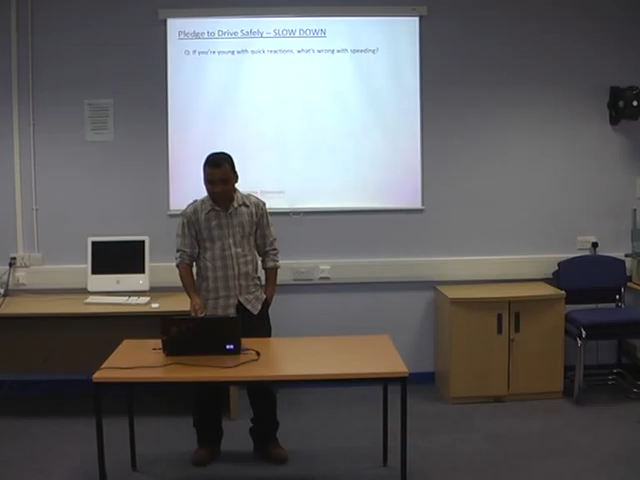 Pledge to Drive Safely – SLOW DOWN
Q: If you're young with quick reactions, what's wrong with speeding?